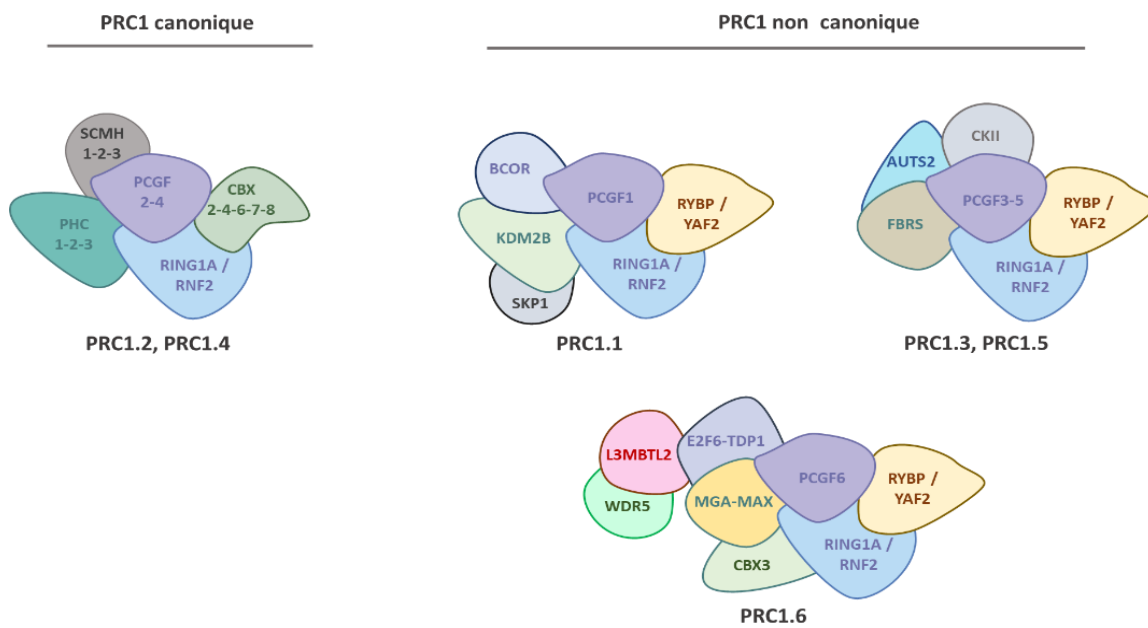 PRC1 canonique
PRC1 non canonique
SCMH
1-2-3
PCGF
2-4
CBX
2-4-6-7-8
PHC
1-2-3
RING1A /
RNF2
PRC1.2, PRC1.4
BCOR
PCGF1
RYBP /
YAF2
KDM2B
RING1A /
RNF2
SKP1
PRC1.1
CKII
AUTS2
PCGF3-5
RYBP /
YAF2
FBRS
RING1A /
RNF2
PRC1.3, PRC1.5
L3MBTL2
E2F6-TDP1
PCGF6
RYBP /
YAF2
WDR5
MGA-MAX
RING1A /
RNF2
CBX3
PRC1.6